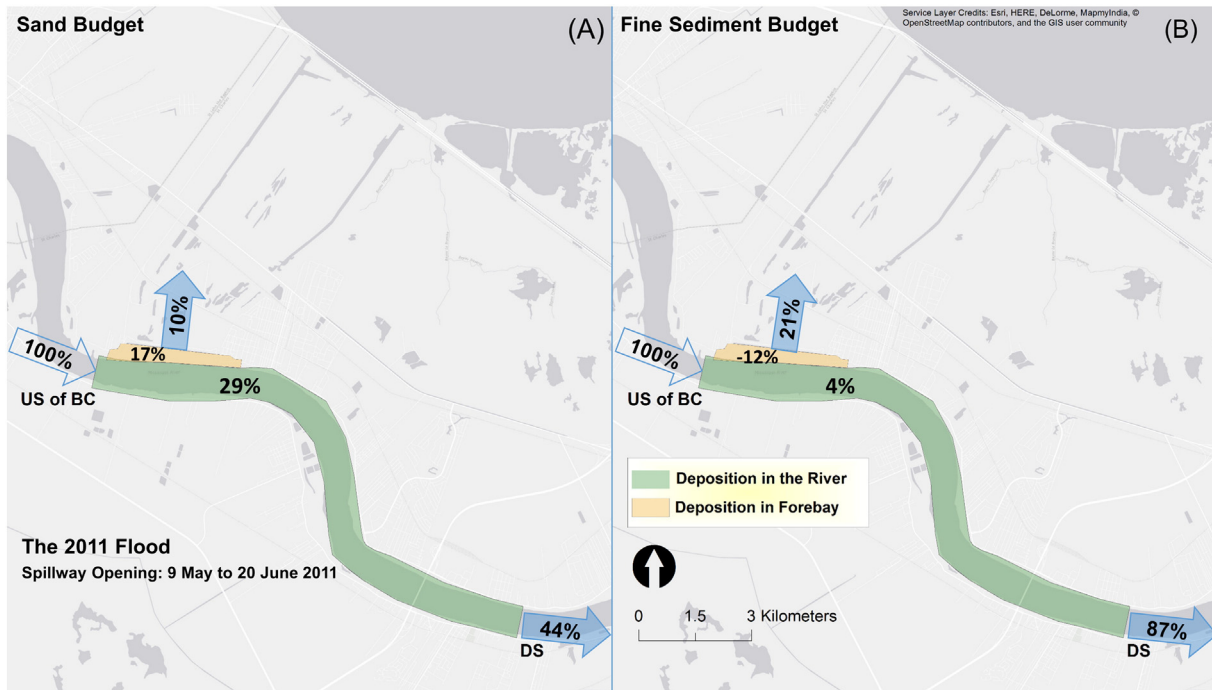 Sand Budget
(A)
100%
US of BC
10%
17%
29%
44%
DS
The 2011 Flood
Spillway Opening: 9 May to 20 June 2011
Fine Sediment Budget
Service Layer Credits: Esri, HERE, DeLorme, MapmyIndia, ©
OpenStreetMap contributors, and the GIS user community
(B)
100%
US of BC
21%
-12%
4%
87%
DS
Deposition in the River
Deposition in Forebay
0 1.5 3 Kilometers